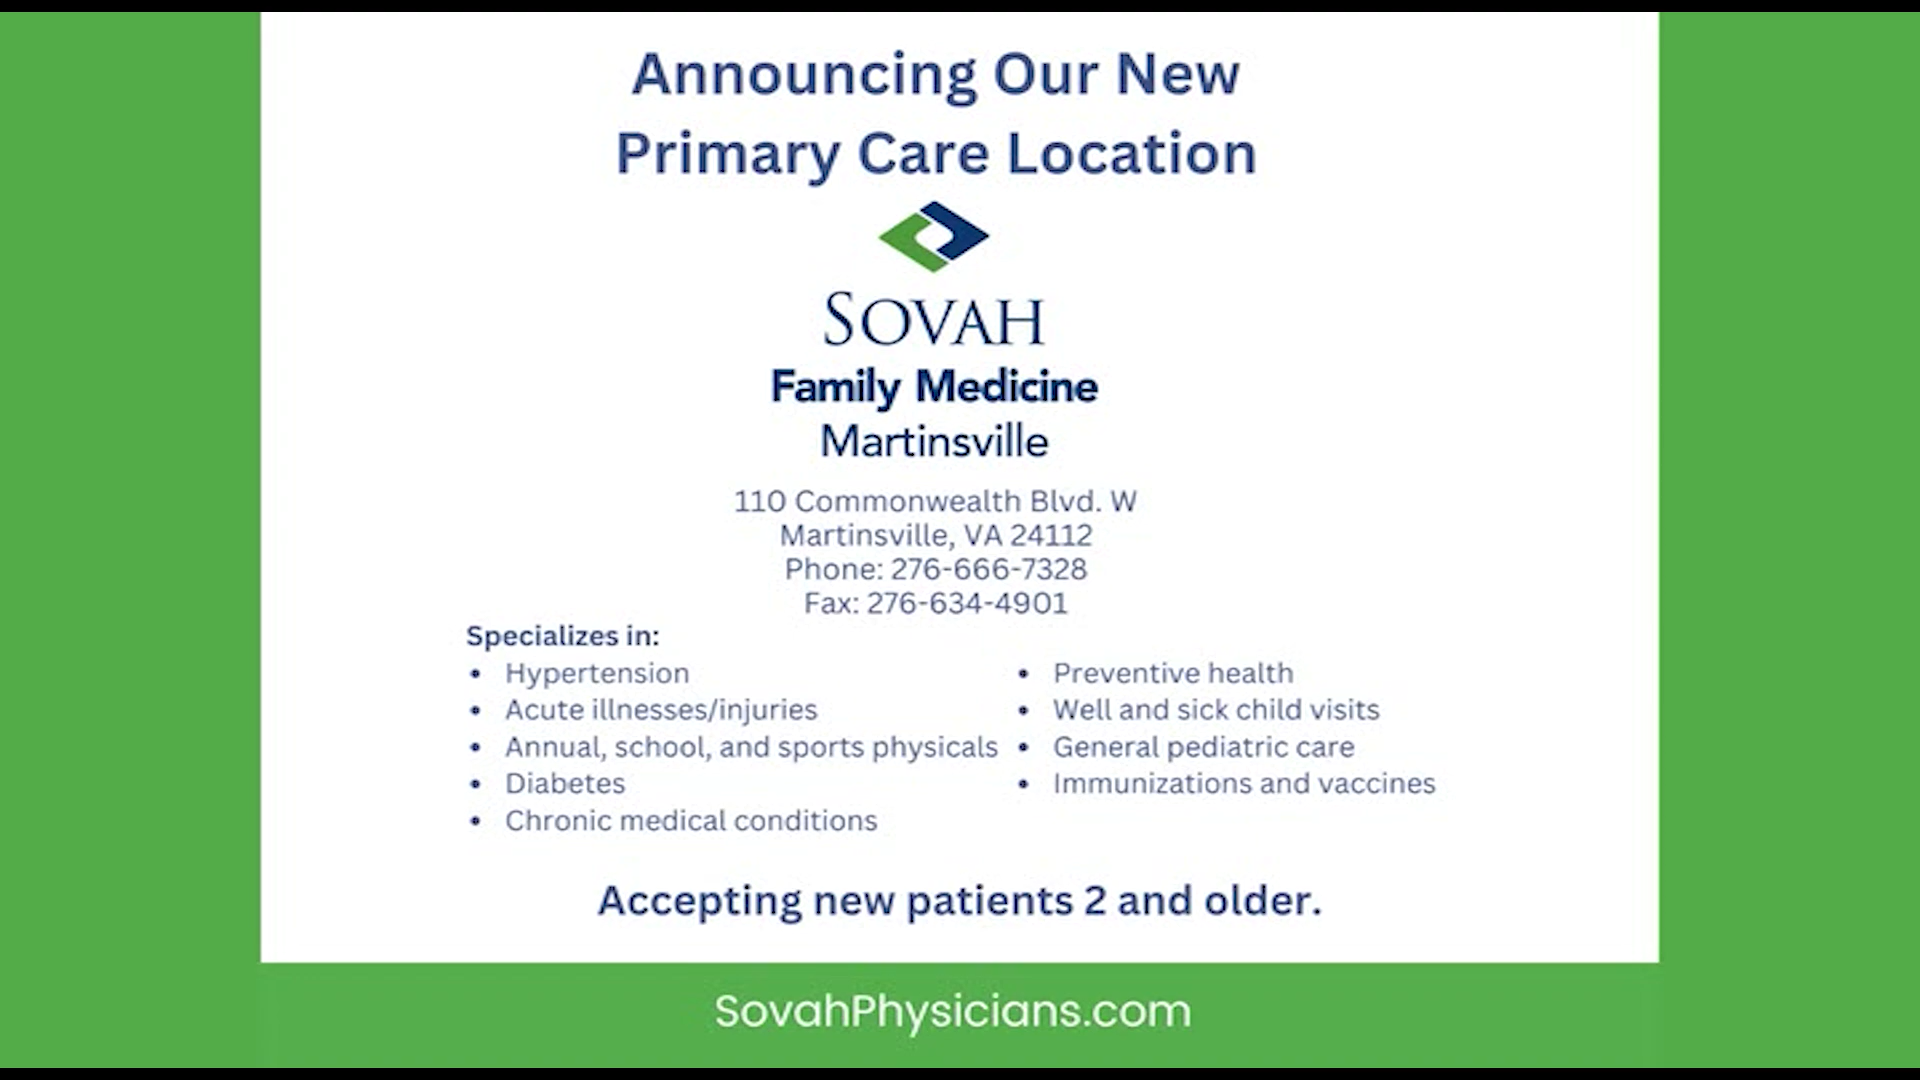 Announcing Our New
Primary Care Location
SOVAH
Family Medicine
Martinsville
110 Commonwealth Blvd. W
Martinsville, VA 24112
Phone: 276-666-7328
Fax: 276-634-4901
Specializes in:
• Hypertension
• Acute illnesses/injuries
• Annual, school, and sports physicals
• Diabetes
• Chronic medical conditions
• Preventive health
• Well and sick child visits
• General pediatric care
• Immunizations and vaccines
Accepting new patients 2 and older.
SovahPhysicians.com